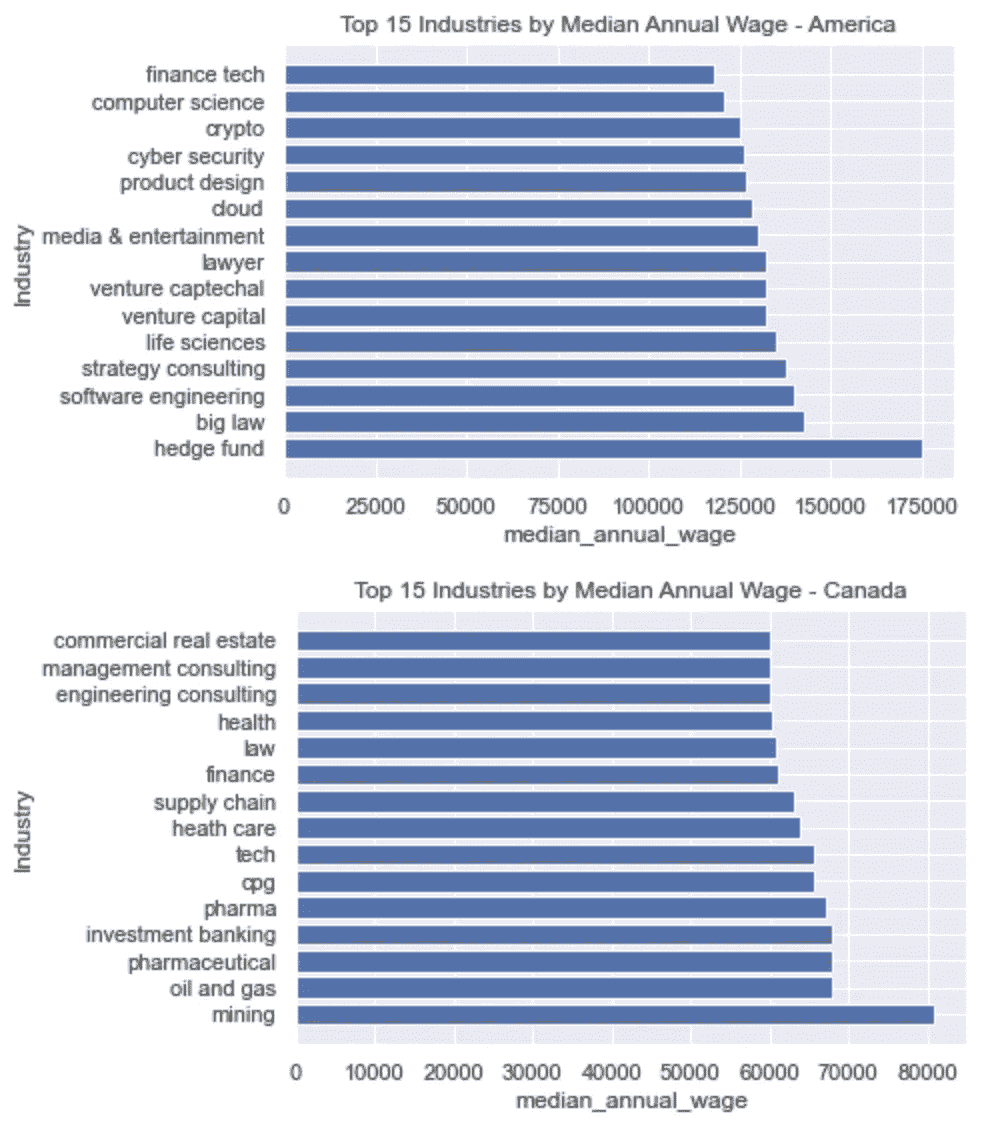 Top 15 Industries by Median Annual Wage - America
finance tech
computer science
crypto
cyber security
product design
cloud
media & entertainment
lawyer
venture captechal
venture capital
life sciences
strategy consulting
software engineering
big law
hedge fund
Industry
0 25000 50000 75000 100000 125000 150000 175000
median_annual_wage
Top 15 Industries by Median Annual Wage - Canada
commercial real estate
management consulting
engineering consulting
health
law
finance
supply chain
heath care
tech
cpg
pharma
investment banking
pharmaceutical
oil and gas
mining
Industry
0 10000 20000 30000 40000 50000 60000 70000 80000
median_annual_wage